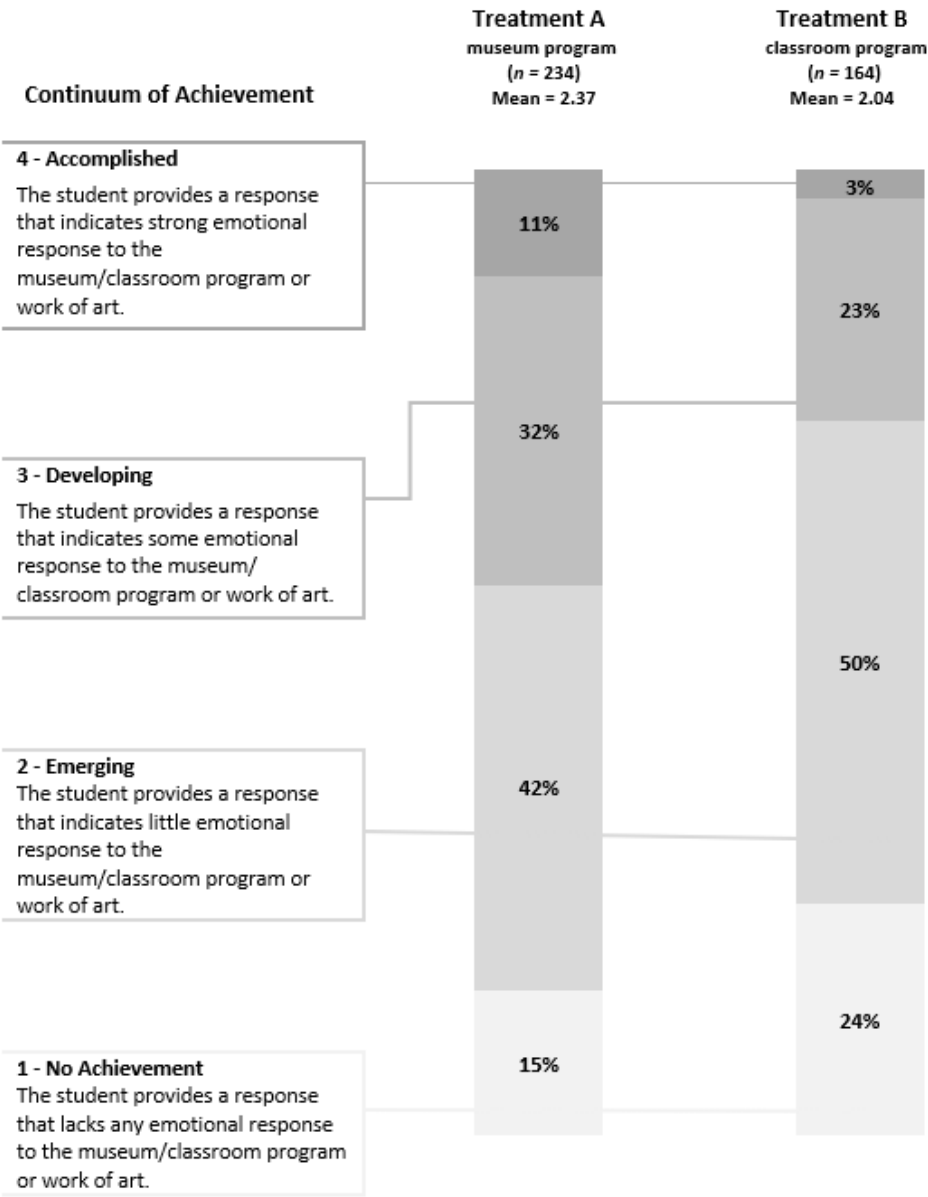 Treatment A
museum program
(n = 234)
Mean = 2.37
Treatment B
classroom program
(n = 164)
Mean = 2.04
Continuum of Achievement
4 - Accomplished
The student provides a response
that indicates strong emotional
response to the
museum/classroom program or
work of art.
11%
3%
23%
32%
3 - Developing
The student provides a response
that indicates some emotional
response to the museum/
classroom program or work of art.
50%
42%
2 - Emerging
The student provides a response
that indicates little emotional
response to the
museum/classroom program or
work of art.
24%
15%
1 - No Achievement
The student provides a response
that lacks any emotional response
to the museum/classroom program
or work of art.